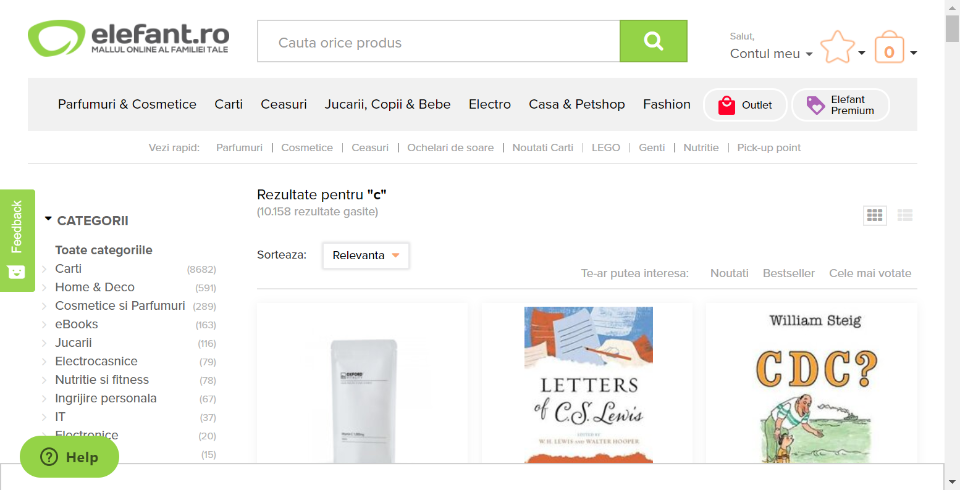 elefant.ro
MALLUL ONLINE AL FAMILIEI TALE
Cauta orice produs
Salut,
Contul meu
0
Parfumuri & Cosmetice
Carti
Ceasuri
Jucarii, Copii & Bebe
Electro
Casa & Petshop
Fashion
Outlet
Elefant
Premium
Vezi rapid:
Parfumuri
Cosmetice
Ceasuri
Ochelari de soare
Noutati Carti
LEGO
Genti
Nutritie
Pick-up point
Feedback
CATEGORII
Toate categoriile
Carti (8682)
Home & Deco (591)
Cosmetice si Parfumuri (289)
eBooks (163)
Jucarii (116)
Electrocasnice (79)
Nutritie si fitness (78)
Ingrijire personala (67)
IT (37)
Electronice (20)
(15)
Help
Rezultate pentru "c"
(10.158 rezultate gasite)
Sorteaza:
Relevanta
Te-ar putea interesa:
Noutati
Bestseller
Cele mai votate
LETTERS
of C.S. Lewis
EDITED BY
W.H. LEWIS AND WALTER HOOPER
William Steig
CDC?